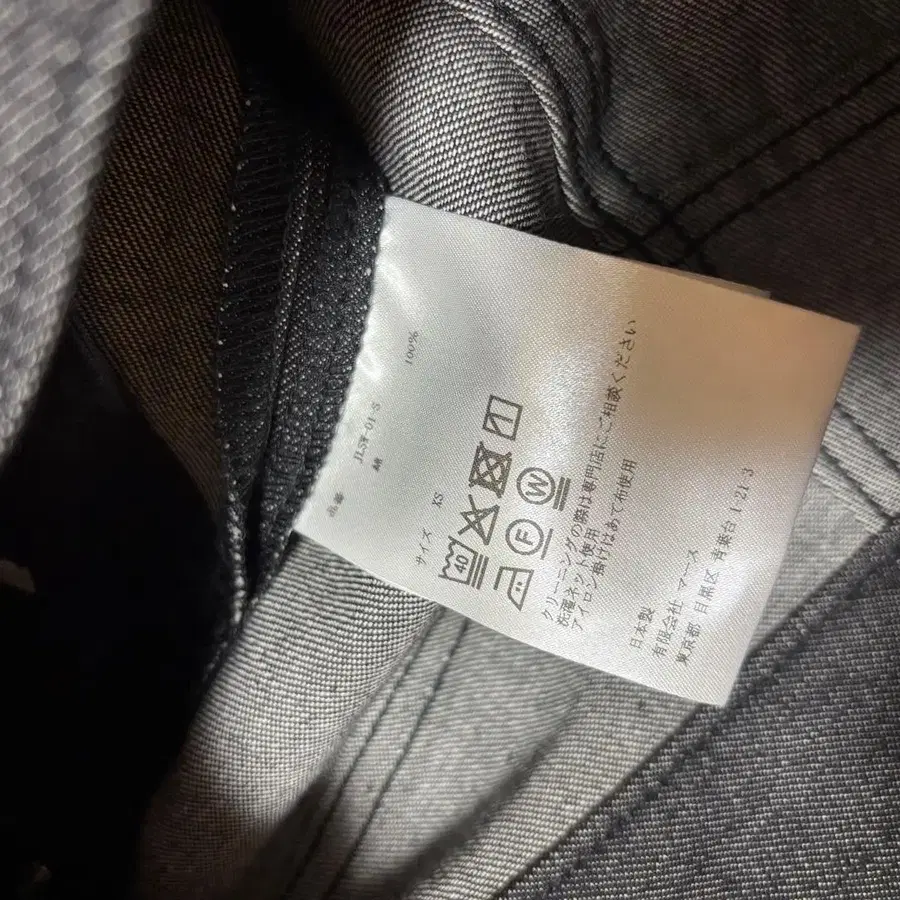 品番 JLSW-01-S
綿 100%
サイズ XS
40
F
W
クリーニングの際は専門店にご相談ください
洗濯ネット使用
アイロン掛けはあて布使用
日本製
有限会社 マーズ
東京都 目黒区 青葉台 1-21-3